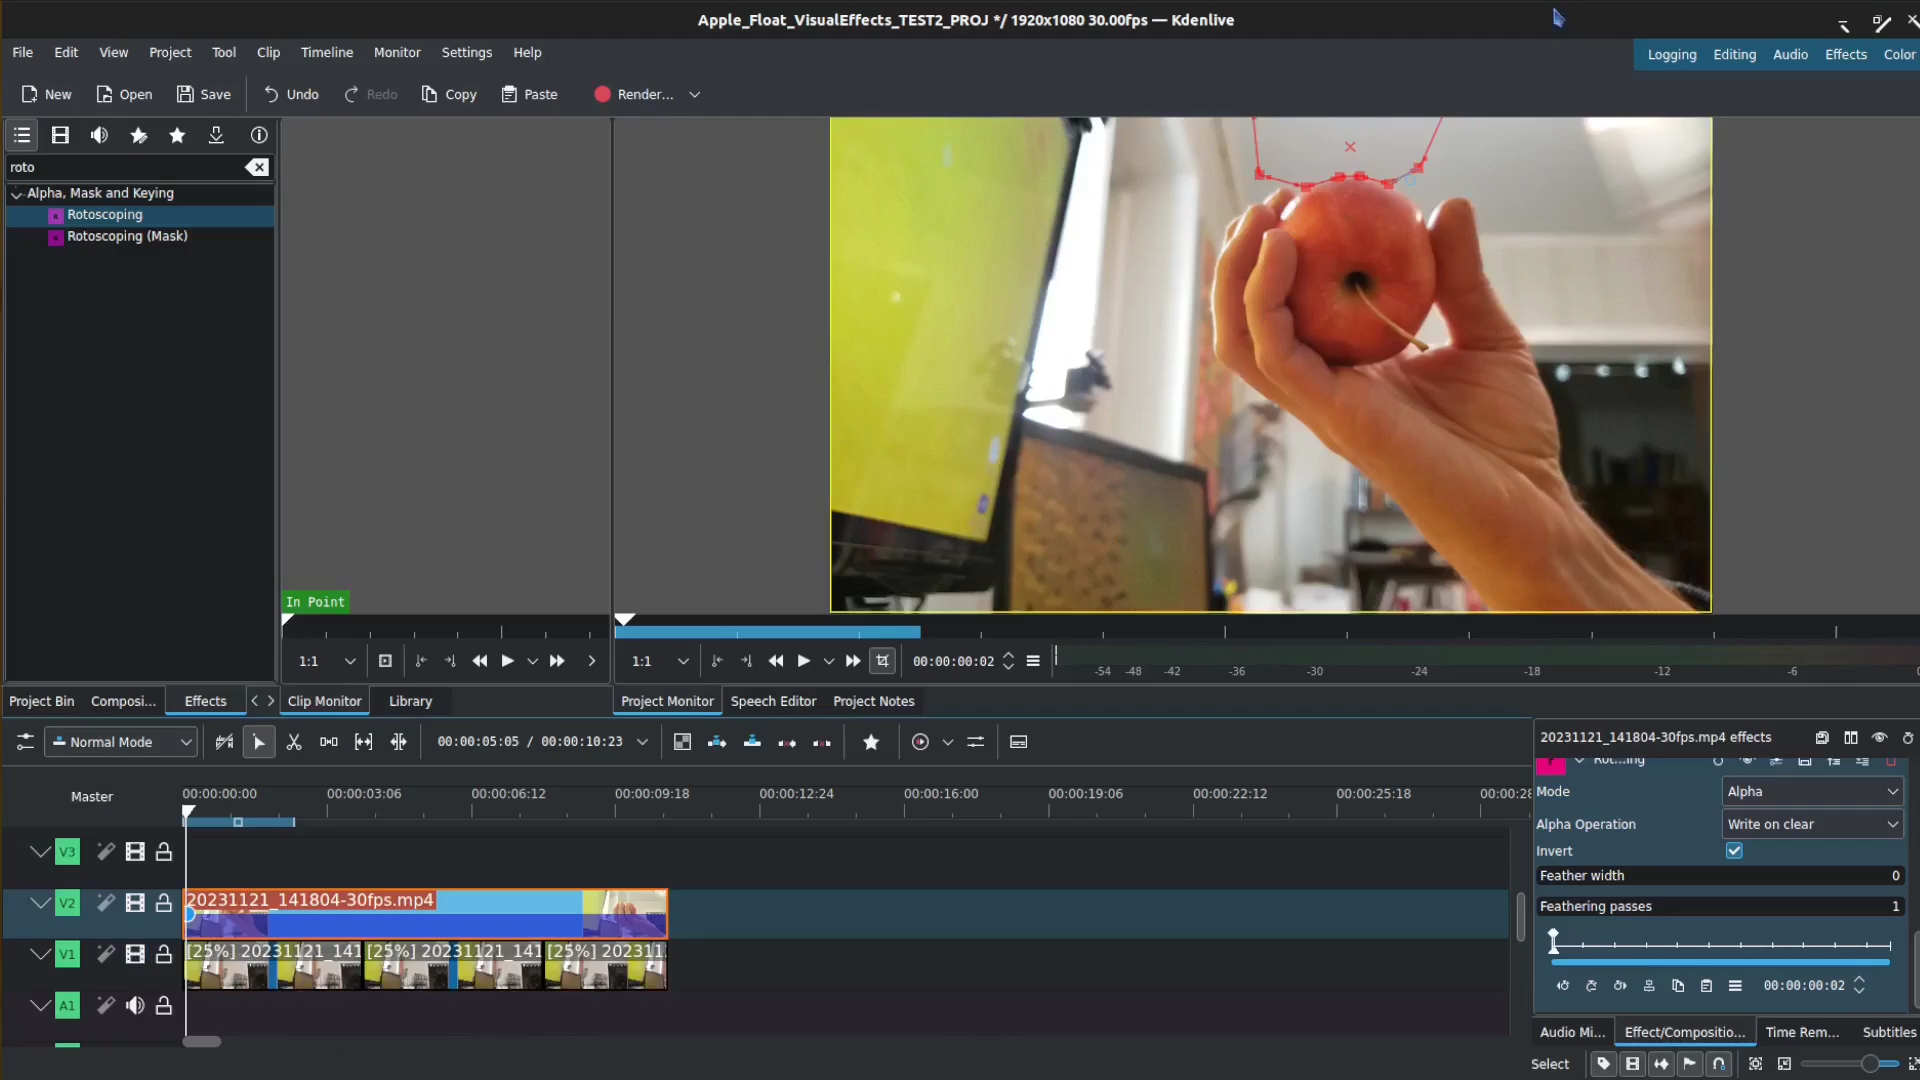 Apple_Float_VisualEffects_TEST2_PROJ */ 1920x1080 30.00fps — Kdenlive
File Edit View Project Tool Clip Timeline Monitor Settings Help
Logging Editing Audio Effects Color
New Open Save Undo Redo Copy Paste Render...
roto
Alpha, Mask and Keying
Rotoscoping
Rotoscoping (Mask)
In Point
1:1
1:1 00:00:00:02
-54 -48 -42 -36 -30 -24 -18 -12 -6
Project Bin Composi... Effects Clip Monitor Library Project Monitor Speech Editor Project Notes
Normal Mode 00:00:05:05 / 00:00:10:23
Master
00:00:00:00 00:00:03:06 00:00:06:12 00:00:09:18 00:00:12:24 00:00:16:00 00:00:19:06 00:00:22:12 00:00:25:18 00:00:28
V3
V2
20231121_141804-30fps.mp4
V1
[25%] 20231121_141 [25%] 20231121_141 [25%] 202311
A1
20231121_141804-30fps.mp4 effects
Rot...ing
Mode Alpha
Alpha Operation Write on clear
Invert
Feather width 0
Feathering passes 1
00:00:00:02
Audio Mi... Effect/Compositio... Time Rem... Subtitles
Select